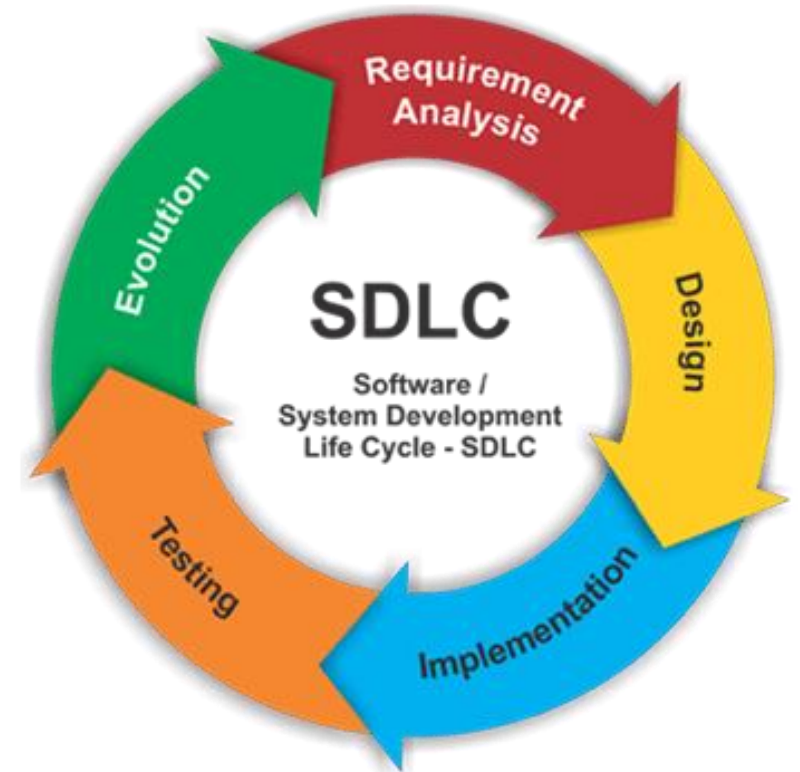 Requirement
Analysis
Design
Implementation
Testing
Evolution
SDLC
Software /
System Development
Life Cycle - SDLC